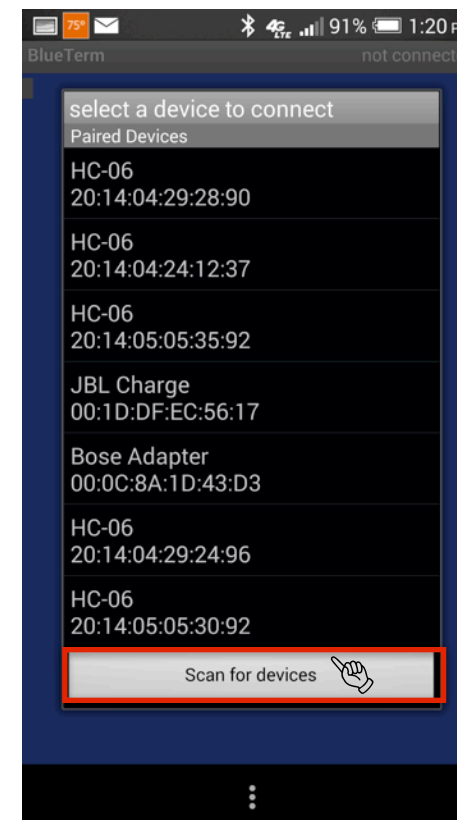 75° 4G LTE 91% 1:20 P
BlueTerm not connect
select a device to connect
Paired Devices
HC-06
20:14:04:29:28:90
HC-06
20:14:04:24:12:37
HC-06
20:14:05:05:35:92
JBL Charge
00:1D:DF:EC:56:17
Bose Adapter
00:0C:8A:1D:43:D3
HC-06
20:14:04:29:24:96
HC-06
20:14:05:05:30:92
Scan for devices